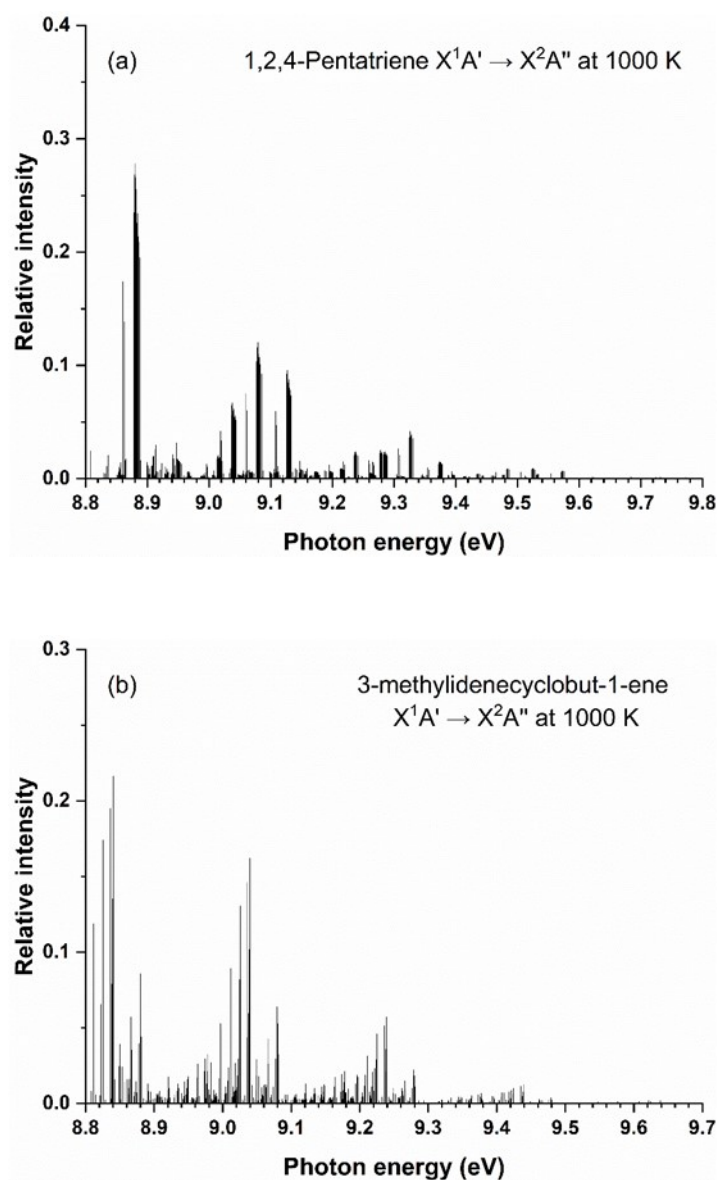 0.4
(a)
1,2,4-Pentatriene X¹A' → X²A" at 1000 K
0.3
0.2
0.1
0.0
Relative intensity
8.8 8.9 9.0 9.1 9.2 9.3 9.4 9.5 9.6 9.7 9.8
Photon energy (eV)
0.3
(b)
3-methylidenecyclobut-1-ene
X¹A' → X²A" at 1000 K
0.2
0.1
0.0
Relative intensity
8.8 8.9 9.0 9.1 9.2 9.3 9.4 9.5 9.6 9.7
Photon energy (eV)